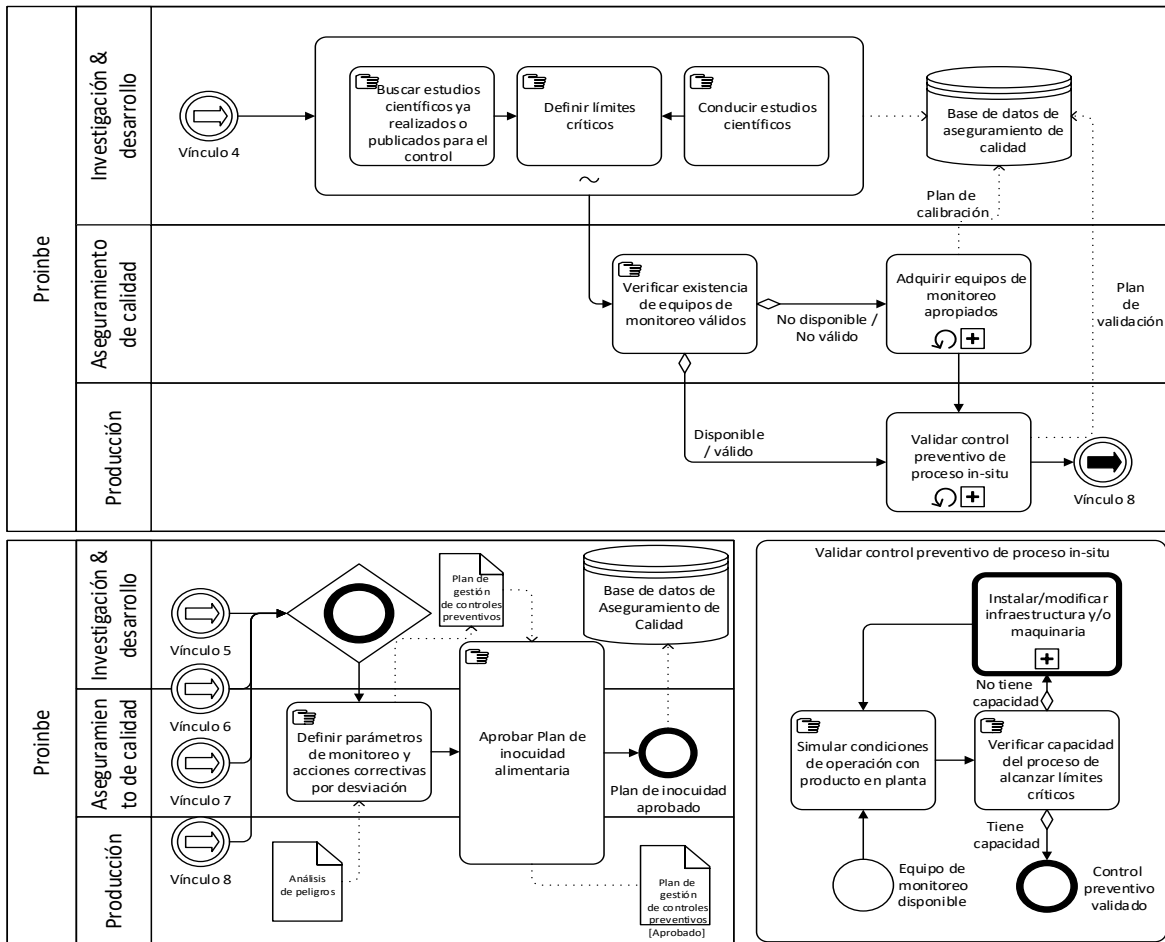 Proinbe
Investigación &
desarrollo
Vínculo 4
Buscar estudios
científicos ya
realizados o
publicados para el
control
Definir límites
críticos
Conducir estudios
científicos
Base de datos de
aseguramiento de
calidad
Plan de
calibración
Plan
de
validación
Aseguramiento
de calidad
Verificar existencia
de equipos de
monitoreo válidos
No disponible /
No válido
Adquirir equipos de
monitoreo
apropiados
Producción
Disponible
/ válido
Validar control
preventivo de
proceso in-situ
Vínculo 8
Proinbe
Investigación &
desarrollo
Vínculo 5
Vínculo 6
Plan de
gestión
de controles
preventivos
Base de datos de
Aseguramiento de
Calidad
Aseguramien
to de calidad
Vínculo 7
Definir parámetros
de monitoreo y
acciones correctivas
por desviación
Aprobar Plan de
inocuidad
alimentaria
Plan de inocuidad
aprobado
Producción
Vínculo 8
Análisis
de peligros
Plan de
gestión
de controles
preventivos
[Aprobado]
Validar control preventivo de proceso in-situ
Instalar/modificar
infraestructura y/o
maquinaria
No tiene
capacidad
Simular condiciones
de operación con
producto en planta
Verificar capacidad
del proceso de
alcanzar límites
críticos
Tiene
capacidad
Equipo de
monitoreo
disponible
Control
preventivo
validado